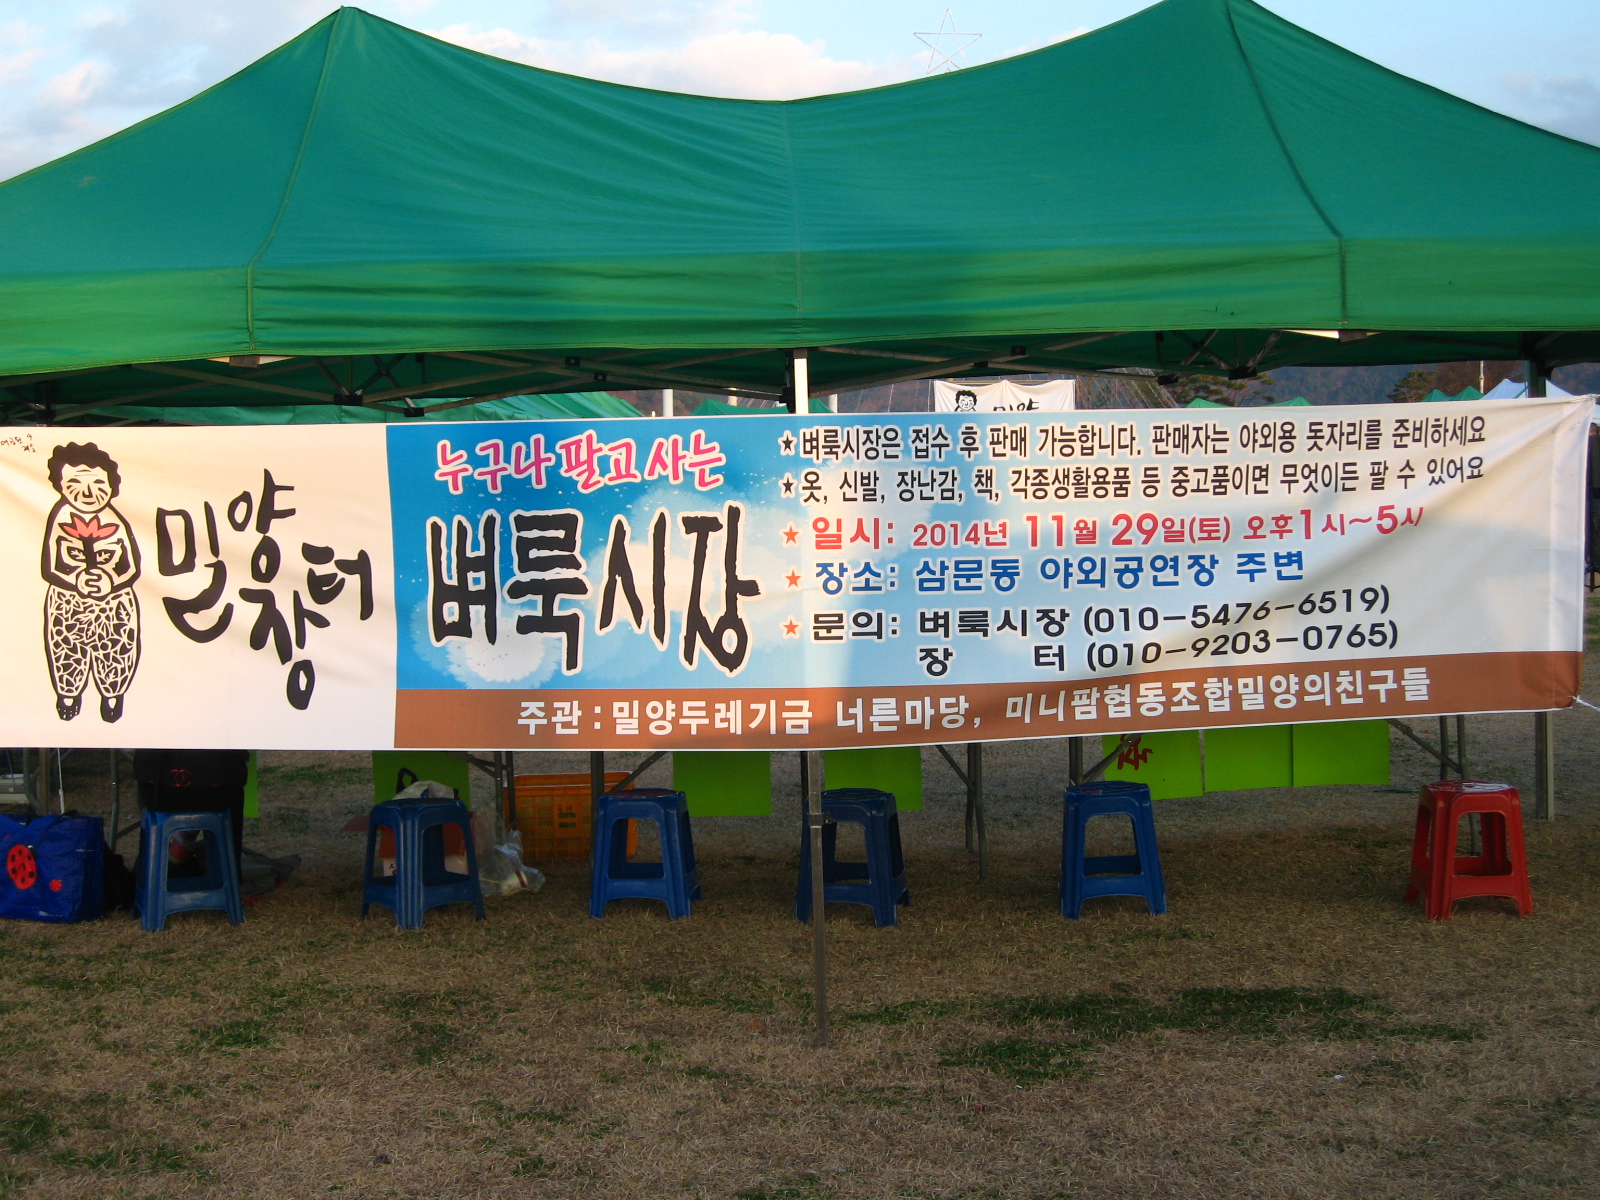 밀양
장터
누구나 팔고 사는
벼룩시장
★벼룩시장은 접수 후 판매 가능합니다. 판매자는 야외용 돗자리를 준비하세요
★옷, 신발, 장난감, 책, 각종생활용품 등 중고품이면 무엇이든 팔 수 있어요
★일시: 2014년 11월 29일(토) 오후1시~5시
★장소: 삼문동 야외공연장 주변
★문의: 벼룩시장 (010-5476-6519)
장 터 (010-9203-0765)
주관:밀양두레기금 너른마당, 미니팜협동조합밀양의친구들
밀양